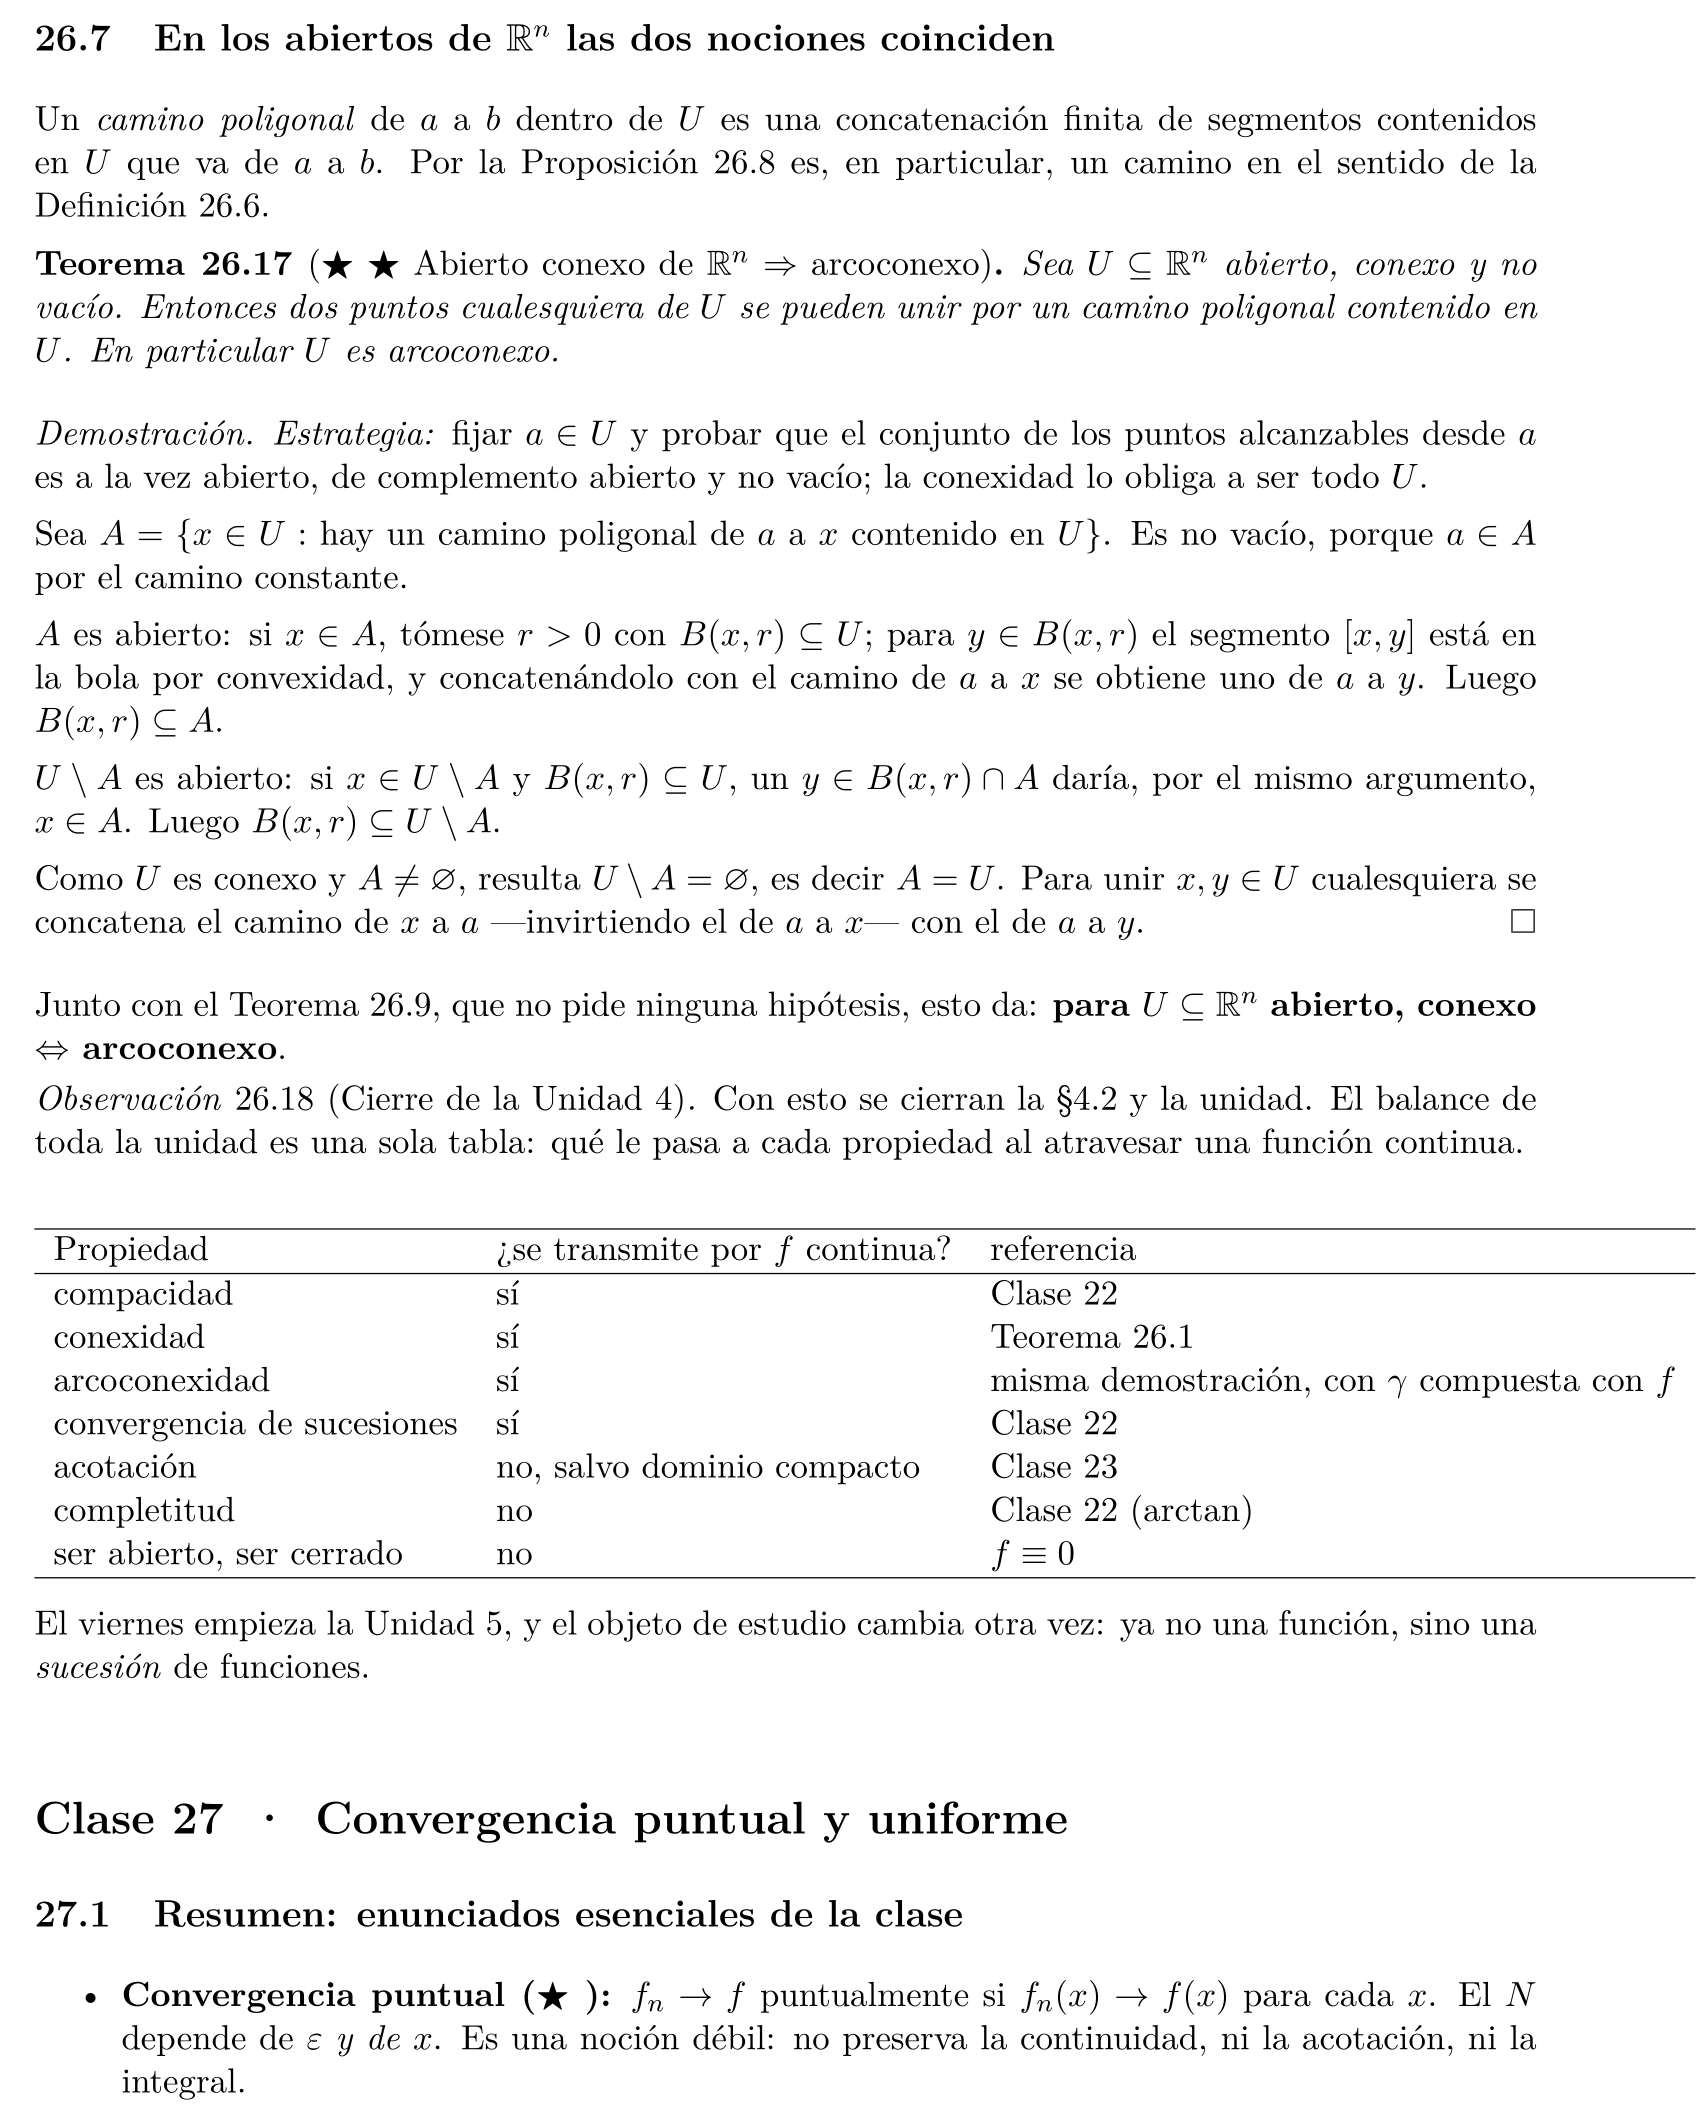 26.7 En los abiertos de ℝⁿ las dos nociones coinciden
Un camino poligonal de a a b dentro de U es una concatenación finita de segmentos contenidos
en U que va de a a b. Por la Proposición 26.8 es, en particular, un camino en el sentido de la
Definición 26.6.
Teorema 26.17 (★ ★ Abierto conexo de ℝⁿ ⇒ arcoconexo). Sea U ⊆ ℝⁿ abierto, conexo y no
vacío. Entonces dos puntos cualesquiera de U se pueden unir por un camino poligonal contenido en
U. En particular U es arcoconexo.
Demostración. Estrategia: fijar a ∈ U y probar que el conjunto de los puntos alcanzables desde a
es a la vez abierto, de complemento abierto y no vacío; la conexidad lo obliga a ser todo U.
Sea A = {x ∈ U : hay un camino poligonal de a a x contenido en U}. Es no vacío, porque a ∈ A
por el camino constante.
A es abierto: si x ∈ A, tómese r > 0 con B(x, r) ⊆ U; para y ∈ B(x, r) el segmento [x, y] está en
la bola por convexidad, y concatenándolo con el camino de a a x se obtiene uno de a a y. Luego
B(x, r) ⊆ A.
U \ A es abierto: si x ∈ U \ A y B(x, r) ⊆ U, un y ∈ B(x, r) ∩ A daría, por el mismo argumento,
x ∈ A. Luego B(x, r) ⊆ U \ A.
Como U es conexo y A ≠ ∅, resulta U \ A = ∅, es decir A = U. Para unir x, y ∈ U cualesquiera se
concatena el camino de x a a —invirtiendo el de a a x— con el de a a y. □
Junto con el Teorema 26.9, que no pide ninguna hipótesis, esto da: para U ⊆ ℝⁿ abierto, conexo
⇔ arcoconexo.
Observación 26.18 (Cierre de la Unidad 4). Con esto se cierran la §4.2 y la unidad. El balance de
toda la unidad es una sola tabla: qué le pasa a cada propiedad al atravesar una función continua.
Propiedad ¿se transmite por f continua? referencia
compacidad sí Clase 22
conexidad sí Teorema 26.1
arcoconexidad sí misma demostración, con γ compuesta con f
convergencia de sucesiones sí Clase 22
acotación no, salvo dominio compacto Clase 23
completitud no Clase 22 (arctan)
ser abierto, ser cerrado no f ≡ 0
El viernes empieza la Unidad 5, y el objeto de estudio cambia otra vez: ya no una función, sino una
sucesión de funciones.
Clase 27 · Convergencia puntual y uniforme
27.1 Resumen: enunciados esenciales de la clase
• Convergencia puntual (★ ): fₙ → f puntualmente si fₙ(x) → f(x) para cada x. El N
depende de ε y de x. Es una noción débil: no preserva la continuidad, ni la acotación, ni la
integral.